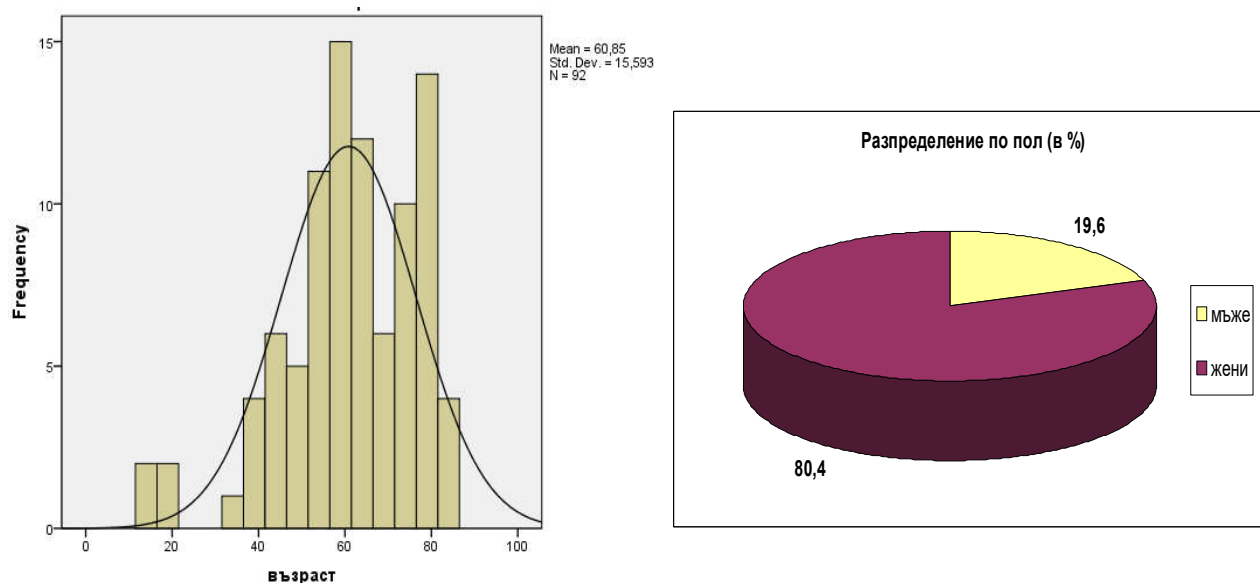 Mean = 60,85
Std. Dev. = 15,593
N = 92
15
10
5
0
Frequency
0 20 40 60 80 100
възраст
Разпределение по пол (в %)
19,6
80,4
мъже
жени